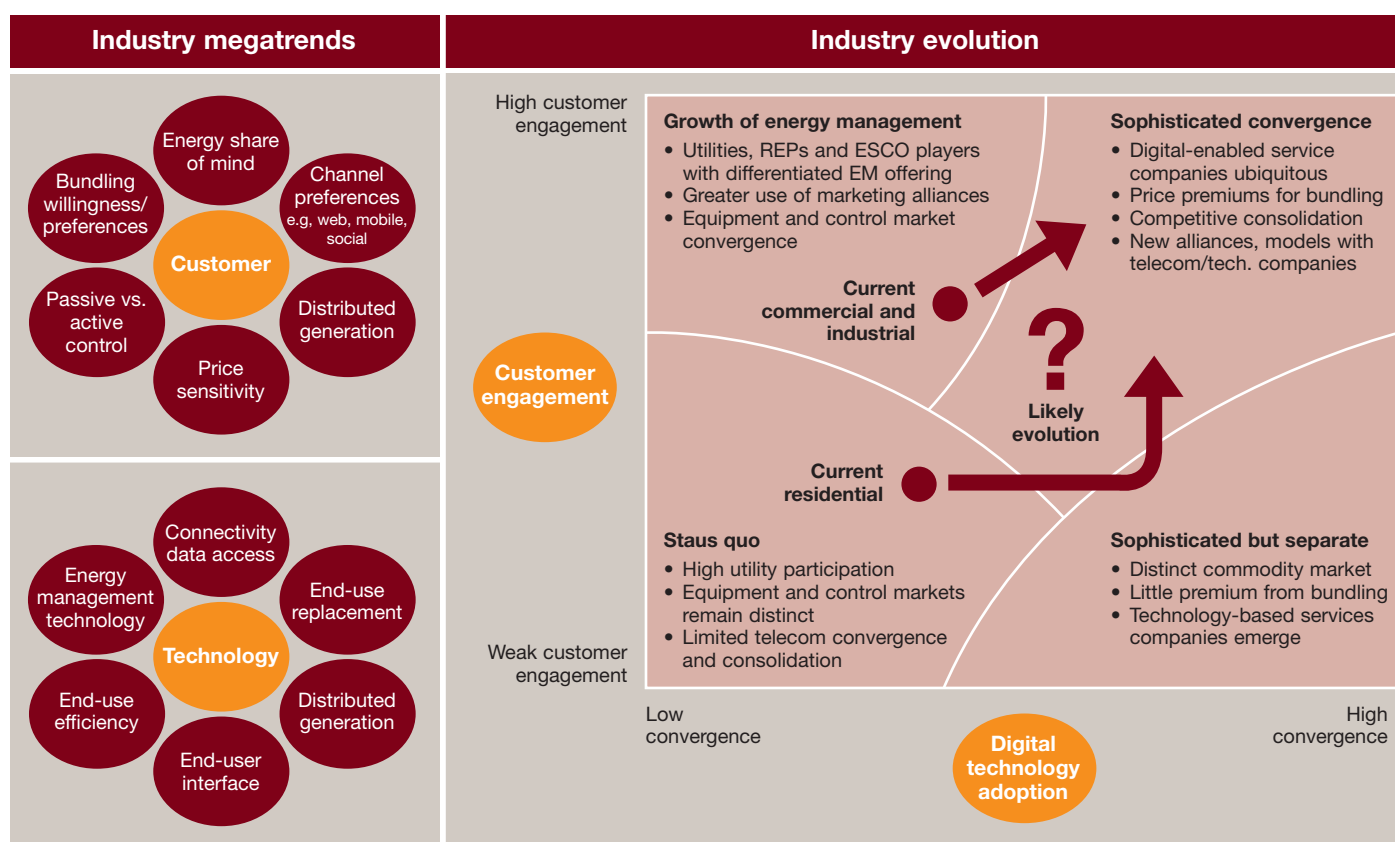 Industry megatrends
Energy share
of mind
Bundling
willingness/
preferences
Channel
preferences
e.g, web, mobile,
social
Customer
Passive vs.
active
control
Distributed
generation
Price
sensitivity
Connectivity
data access
Energy
management
technology
End-use
replacement
Technology
End-use
efficiency
Distributed
generation
End-user
interface
Industry evolution
High customer
engagement
Customer
engagement
Weak customer
engagement
Growth of energy management
• Utilities, REPs and ESCO players
with differentiated EM offering
• Greater use of marketing alliances
• Equipment and control market
convergence
Sophisticated convergence
• Digital-enabled service
companies ubiquitous
• Price premiums for bundling
• Competitive consolidation
• New alliances, models with
telecom/tech. companies
Current
commercial and
industrial
?
Likely
evolution
Current
residential
Staus quo
• High utility participation
• Equipment and control markets
remain distinct
• Limited telecom convergence
and consolidation
Sophisticated but separate
• Distinct commodity market
• Little premium from bundling
• Technology-based services
companies emerge
Low
convergence
Digital
technology
adoption
High
convergence